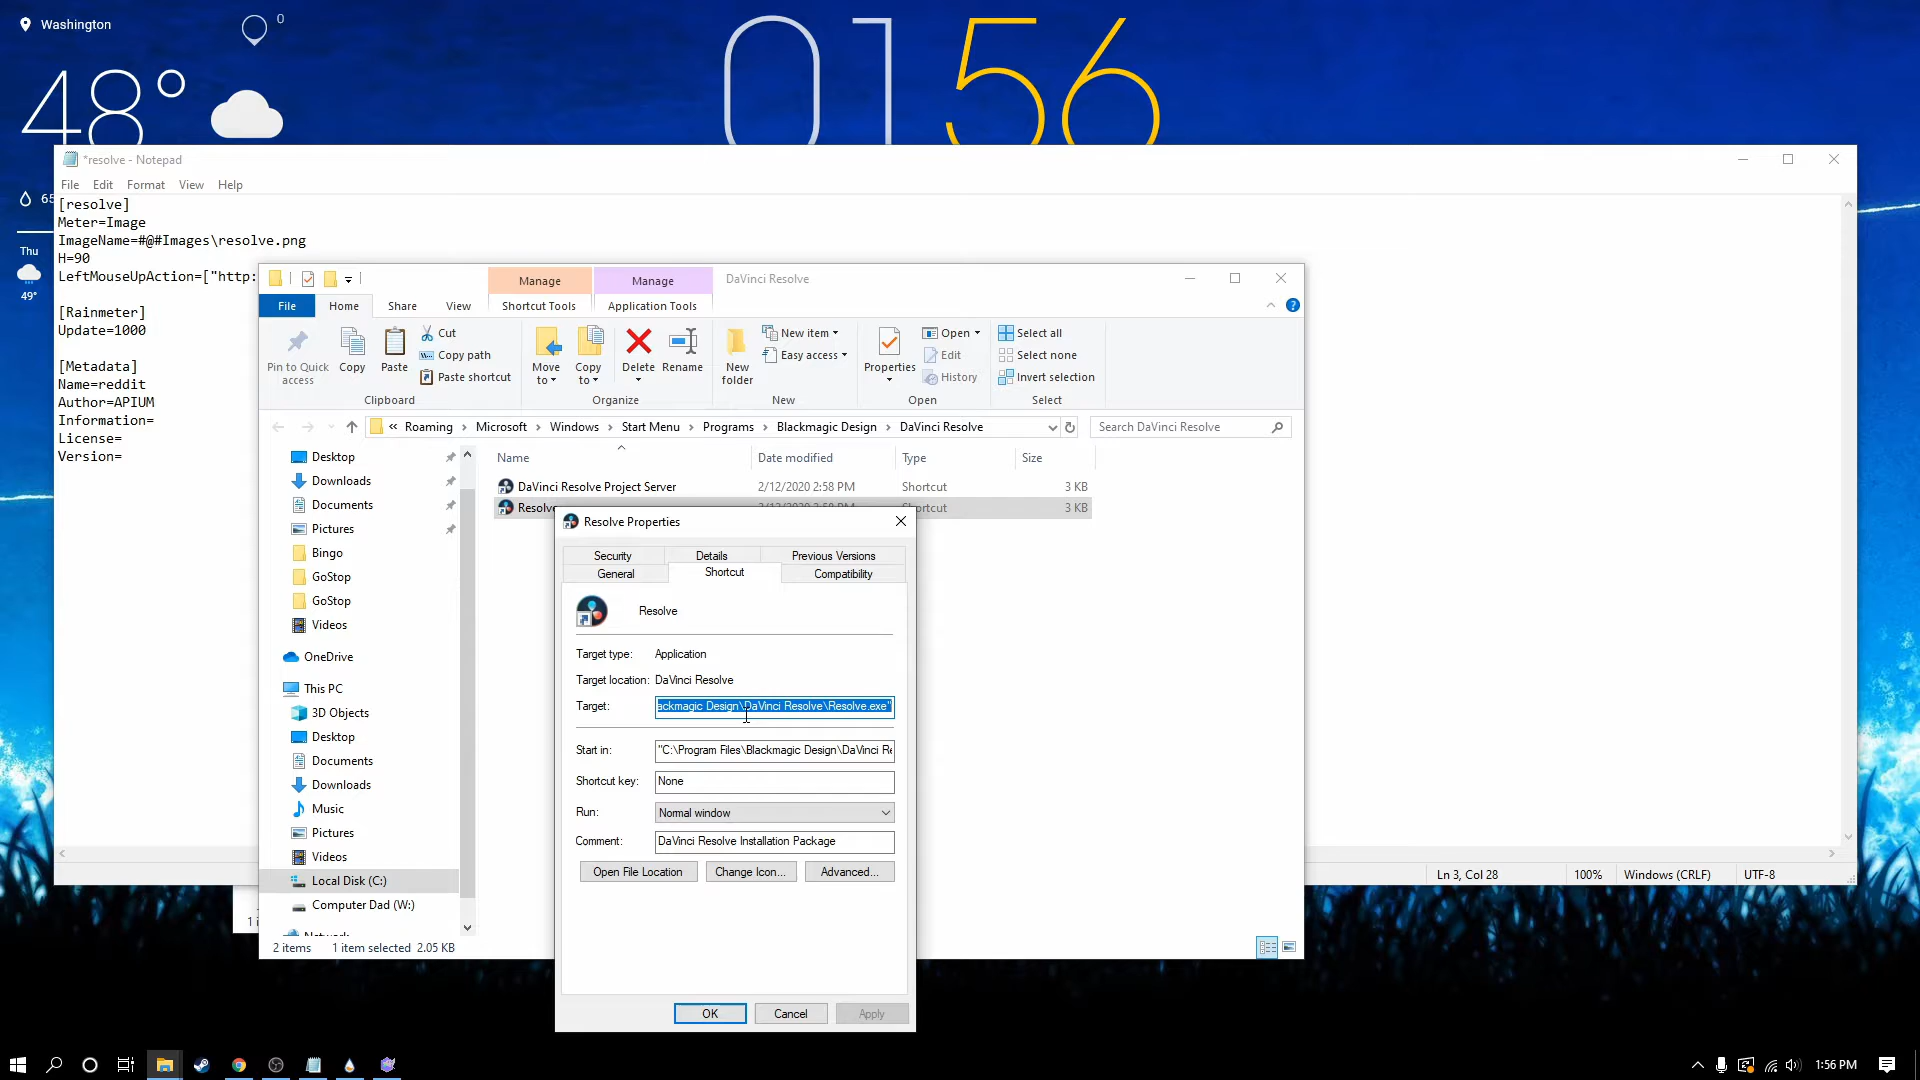 Washington
0
48°
01 56
*resolve - Notepad
File Edit Format View Help
[resolve]
Meter=Image
ImageName=#@#Images\resolve.png
H=90
LeftMouseUpAction=["http:
[Rainmeter]
Update=1000
[Metadata]
Name=reddit
Author=APIUM
Information=
License=
Version=
65
Thu
49°
Manage Manage DaVinci Resolve
File Home Share View Shortcut Tools Application Tools
Pin to Quick access
Copy
Paste
Cut
Copy path
Paste shortcut
Clipboard
Move to
Copy to
Delete
Rename
Organize
New folder
New item
Easy access
New
Properties
Open
Edit
History
Open
Select all
Select none
Invert selection
Select
« Roaming Microsoft Windows Start Menu Programs Blackmagic Design DaVinci Resolve
Search DaVinci Resolve
Desktop
Downloads
Documents
Pictures
Bingo
GoStop
GoStop
Videos
OneDrive
This PC
3D Objects
Desktop
Documents
Downloads
Music
Pictures
Videos
Local Disk (C:)
Computer Dad (W:)
Name Date modified Type Size
DaVinci Resolve Project Server 2/12/2020 2:58 PM Shortcut 3 KB
Resolve 3 KB
Resolve Properties
Security Details Previous Versions
General Shortcut Compatibility
Resolve
Target type: Application
Target location: DaVinci Resolve
Target: ackmagic Design\DaVinci Resolve\Resolve.exe"
Start in: "C:\Program Files\Blackmagic Design\DaVinci Re
Shortcut key: None
Run: Normal window
Comment: DaVinci Resolve Installation Package
Open File Location Change Icon... Advanced...
OK Cancel Apply
2 items 1 item selected 2.05 KB
Ln 3, Col 28 100% Windows (CRLF) UTF-8
1:56 PM